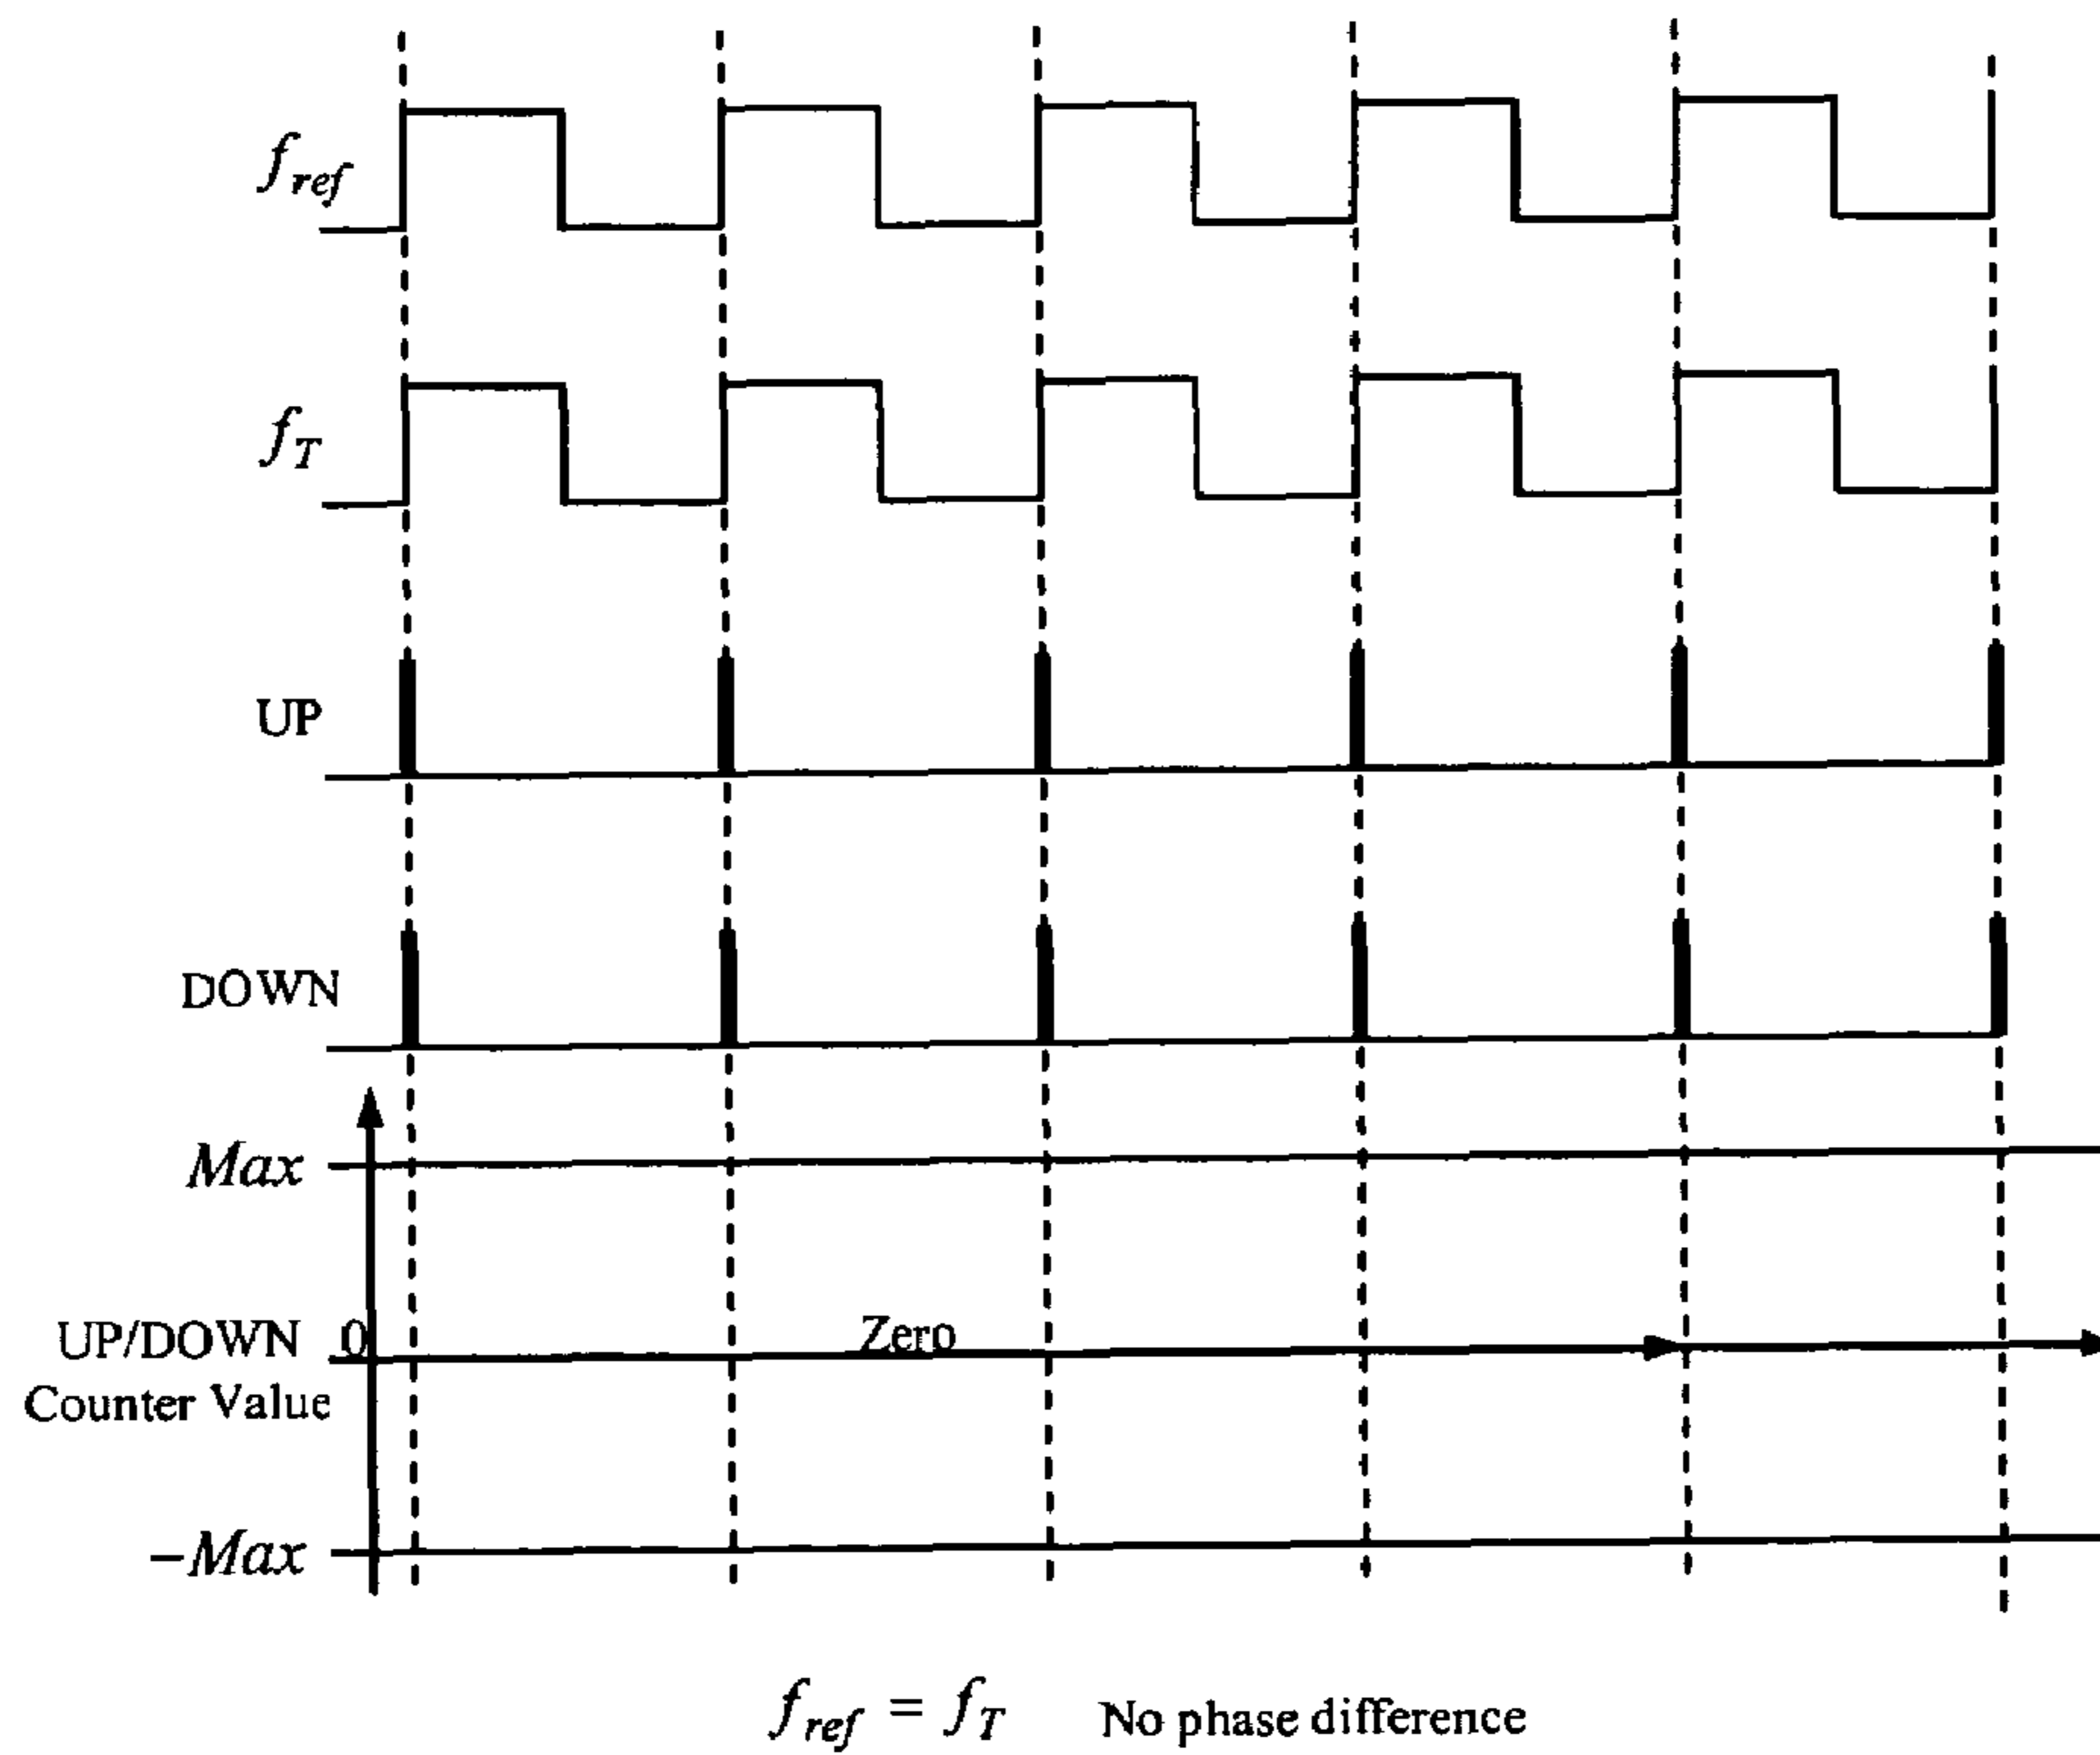 f_ref
f_T
UP
DOWN
Max
UP/DOWN 0 Zero
Counter Value
−Max
f_ref = f_T No phase difference